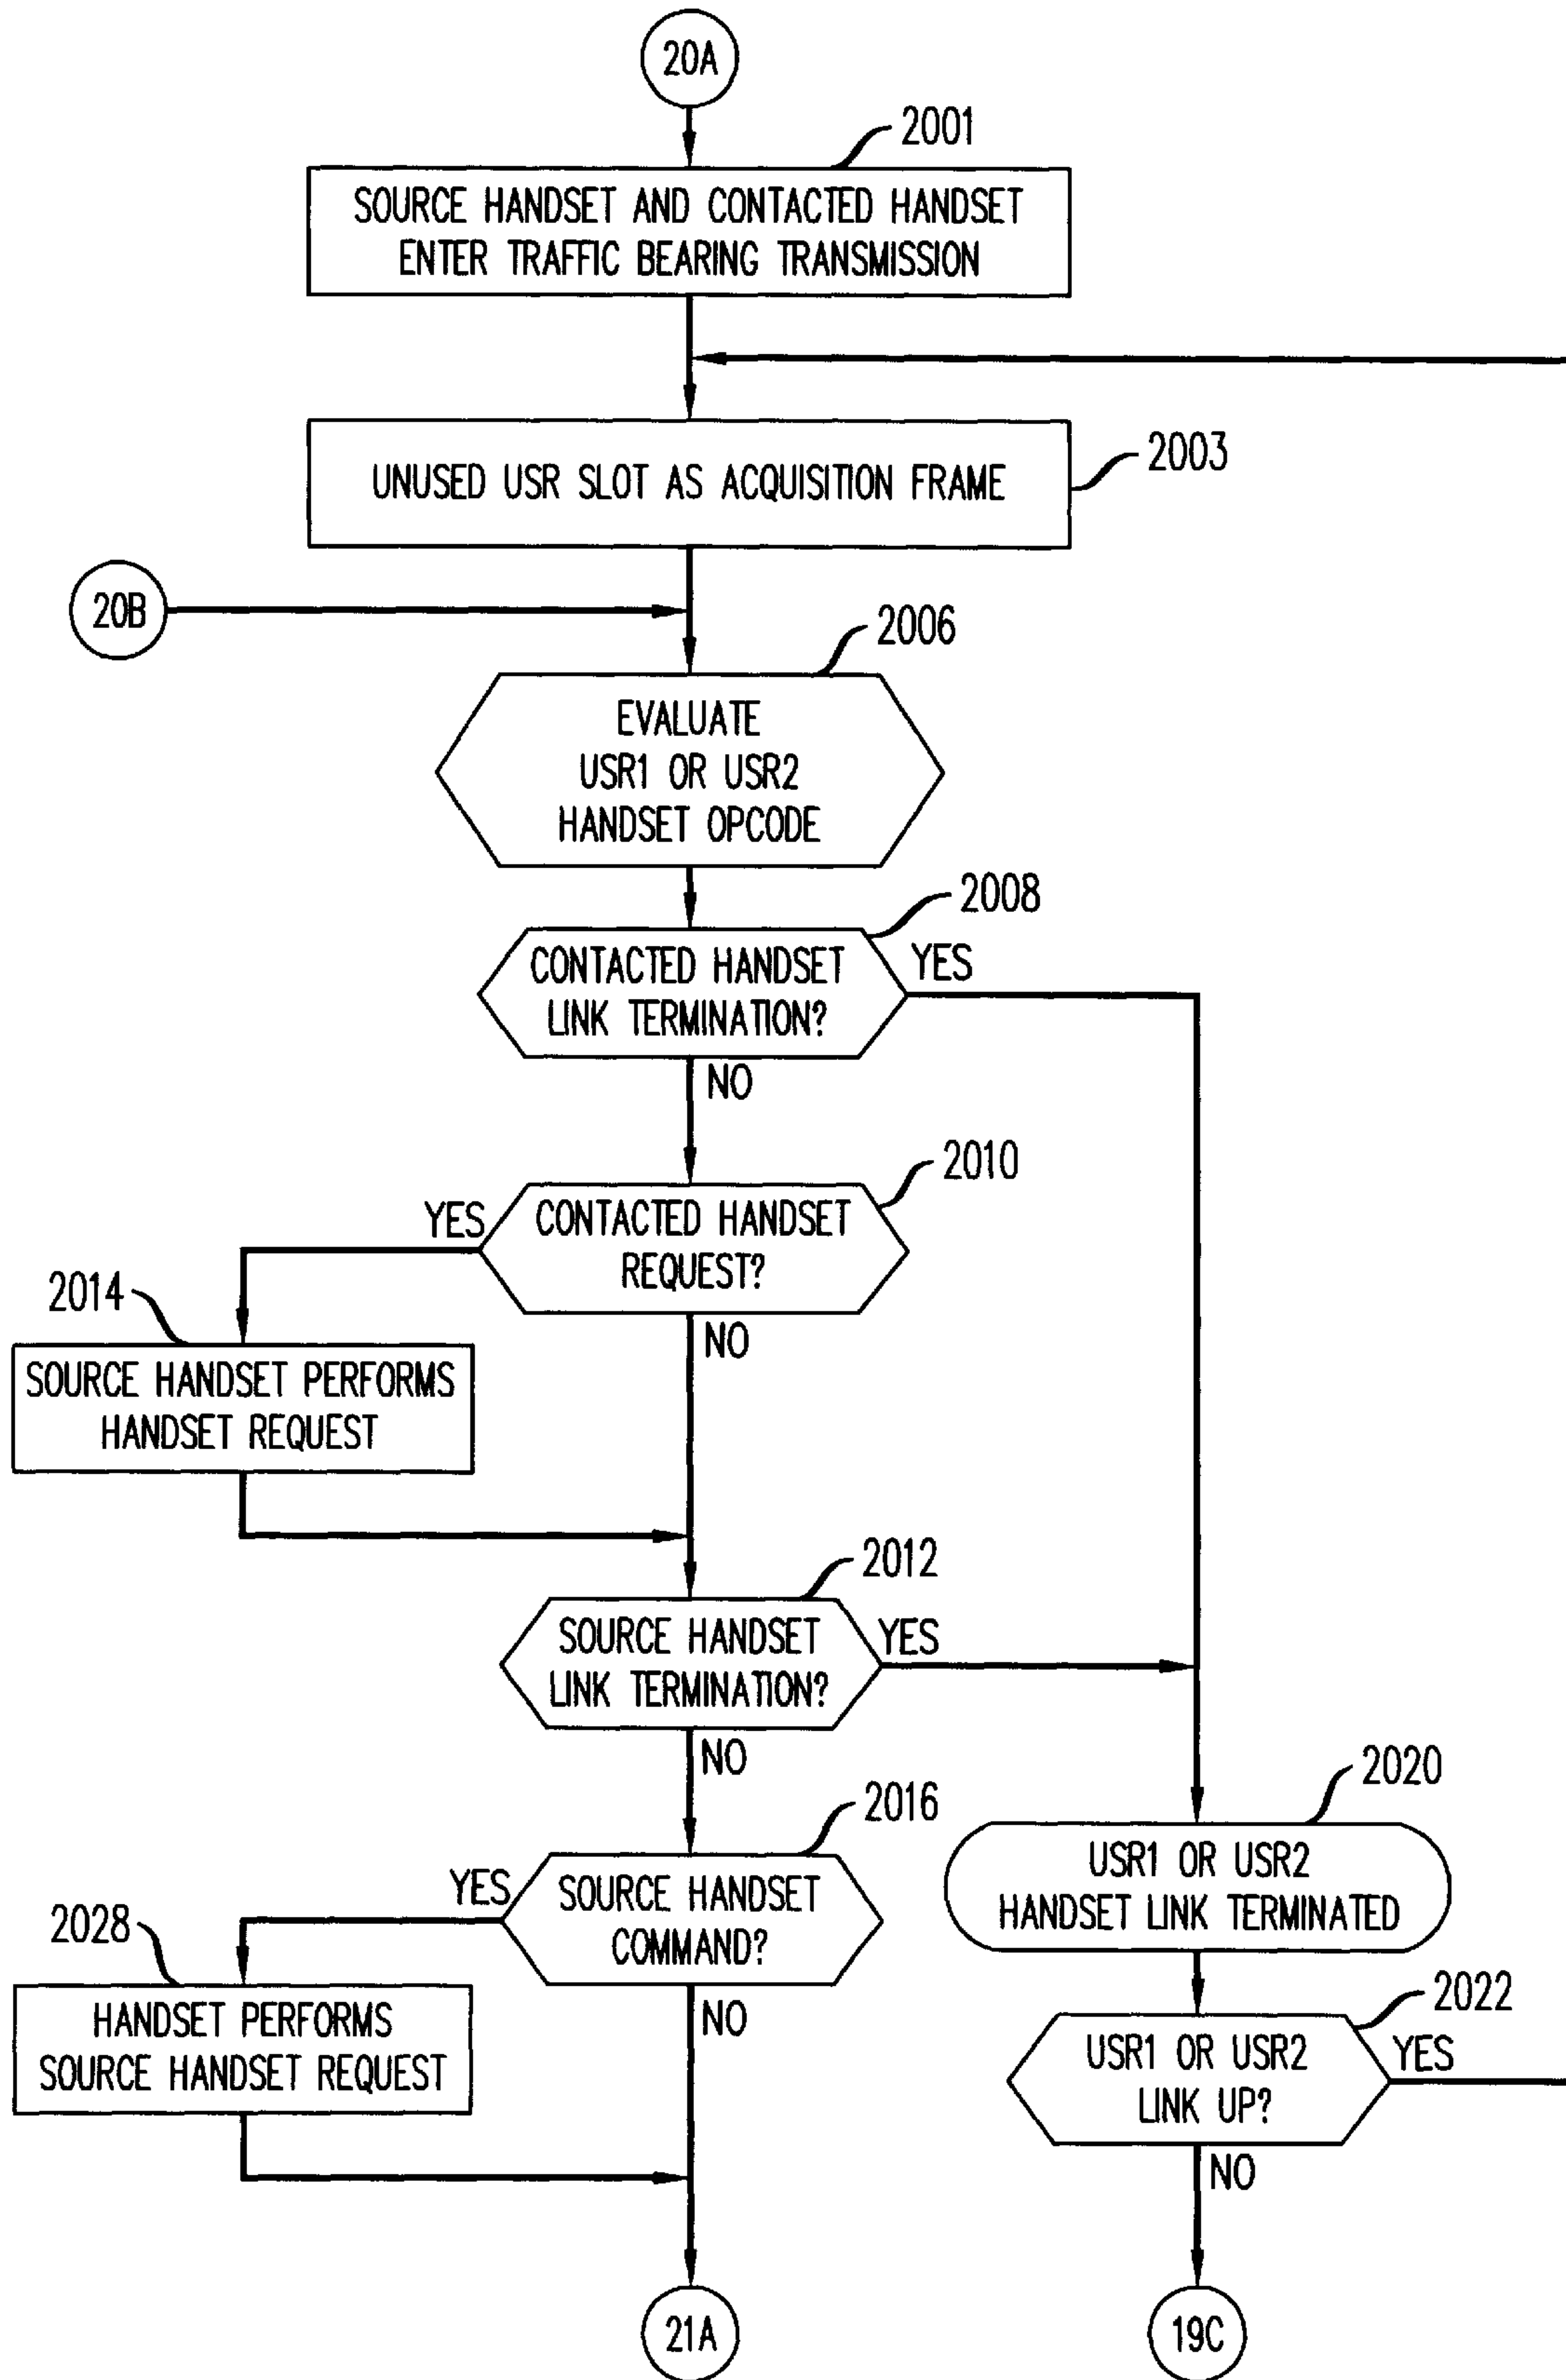 20A
2001
SOURCE HANDSET AND CONTACTED HANDSET
ENTER TRAFFIC BEARING TRANSMISSION
UNUSED USR SLOT AS ACQUISITION FRAME
2003
20B
2006
EVALUATE
USR1 OR USR2
HANDSET OPCODE
2008
CONTACTED HANDSET
LINK TERMINATION?
YES
NO
2010
YES
CONTACTED HANDSET
REQUEST?
NO
2014
SOURCE HANDSET PERFORMS
HANDSET REQUEST
2012
SOURCE HANDSET
LINK TERMINATION?
YES
NO
2016
YES
SOURCE HANDSET
COMMAND?
NO
2028
HANDSET PERFORMS
SOURCE HANDSET REQUEST
2020
USR1 OR USR2
HANDSET LINK TERMINATED
2022
USR1 OR USR2
LINK UP?
YES
NO
21A
19C